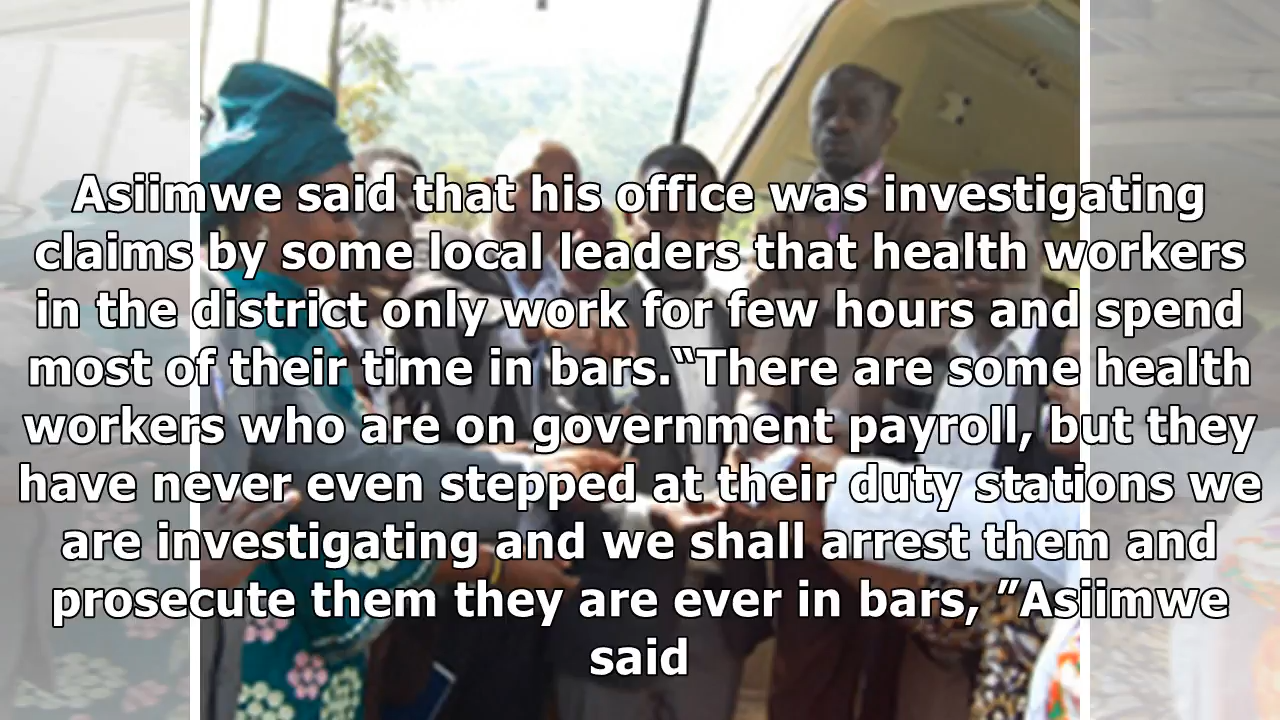 Asiimwe said that his office was investigating
claims by some local leaders that health workers
in the district only work for few hours and spend
most of their time in bars.“There are some health
workers who are on government payroll, but they
have never even stepped at their duty stations we
are investigating and we shall arrest them and
prosecute them they are ever in bars, ”Asiimwe
said